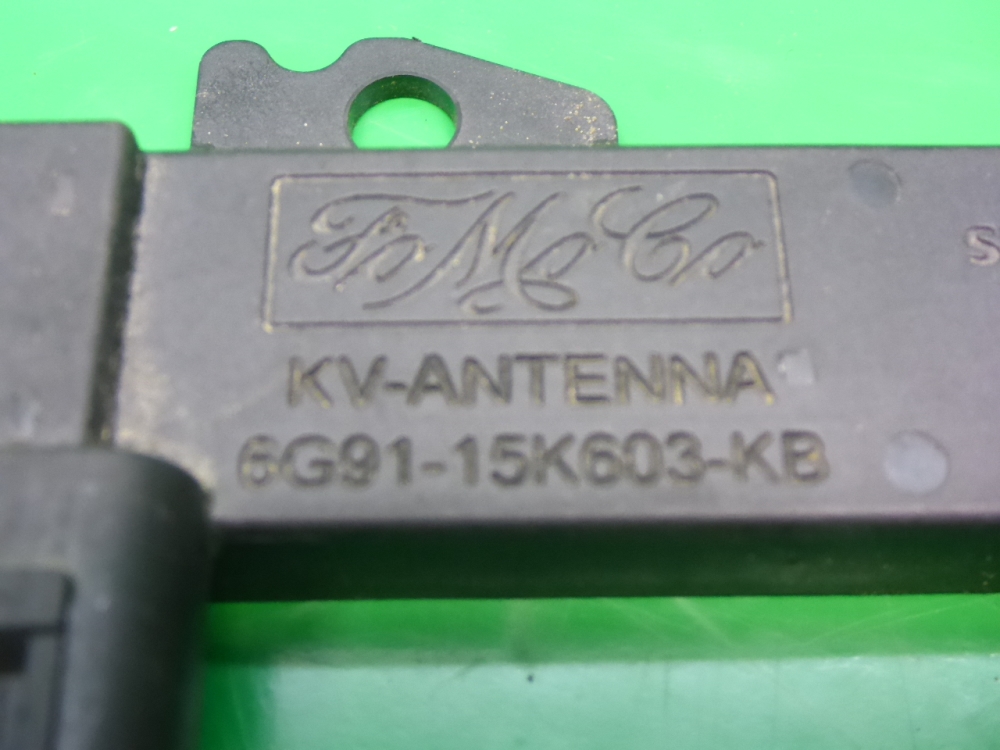 FoMoCo
KV-ANTENNA
6G91-15K603-KB